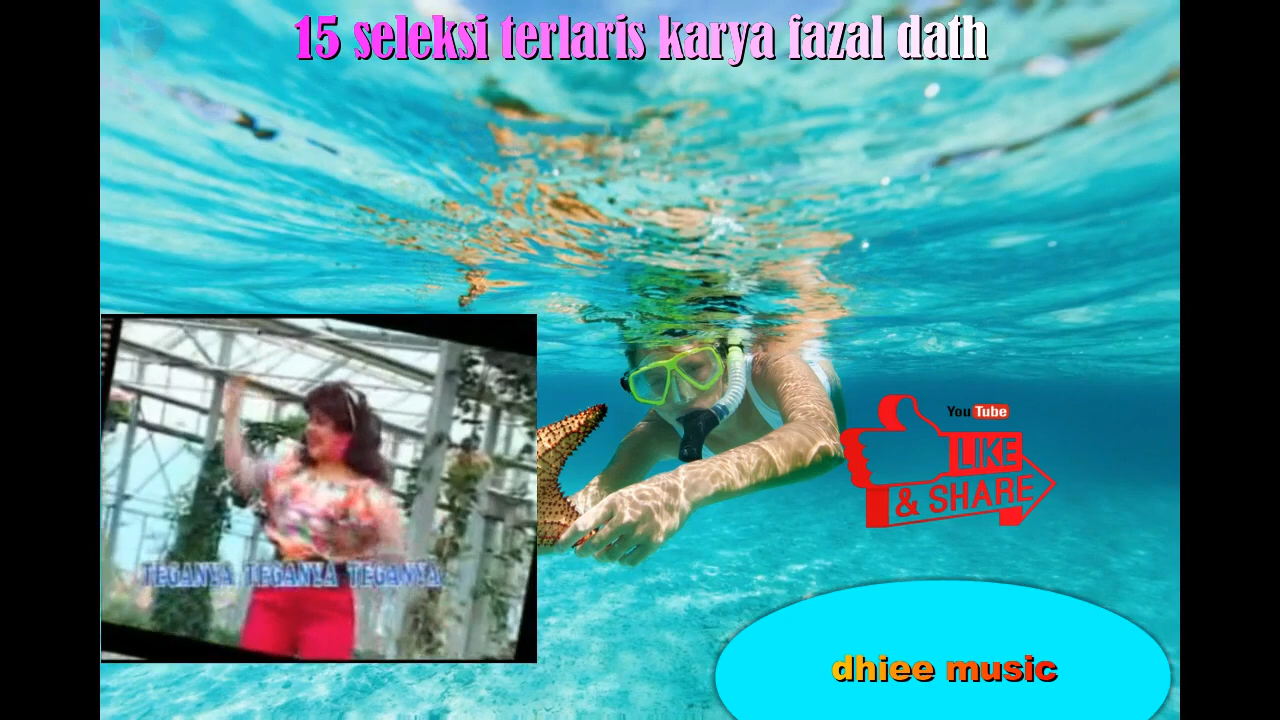 15 seleksi terlaris karya fazal dath
YouTube
LIKE
& SHARE
TEGANYA TEGANYA TEGANYA
dhiee music